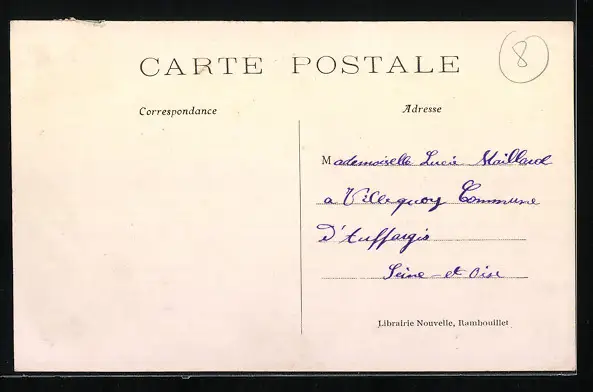 CARTE POSTALE
8
Correspondance
Adresse
Mademoiselle Lucie Maillard
a Villequoy Commune
D'Auffargis
Seine-et Oise
Librairie Nouvelle, Rambouillet